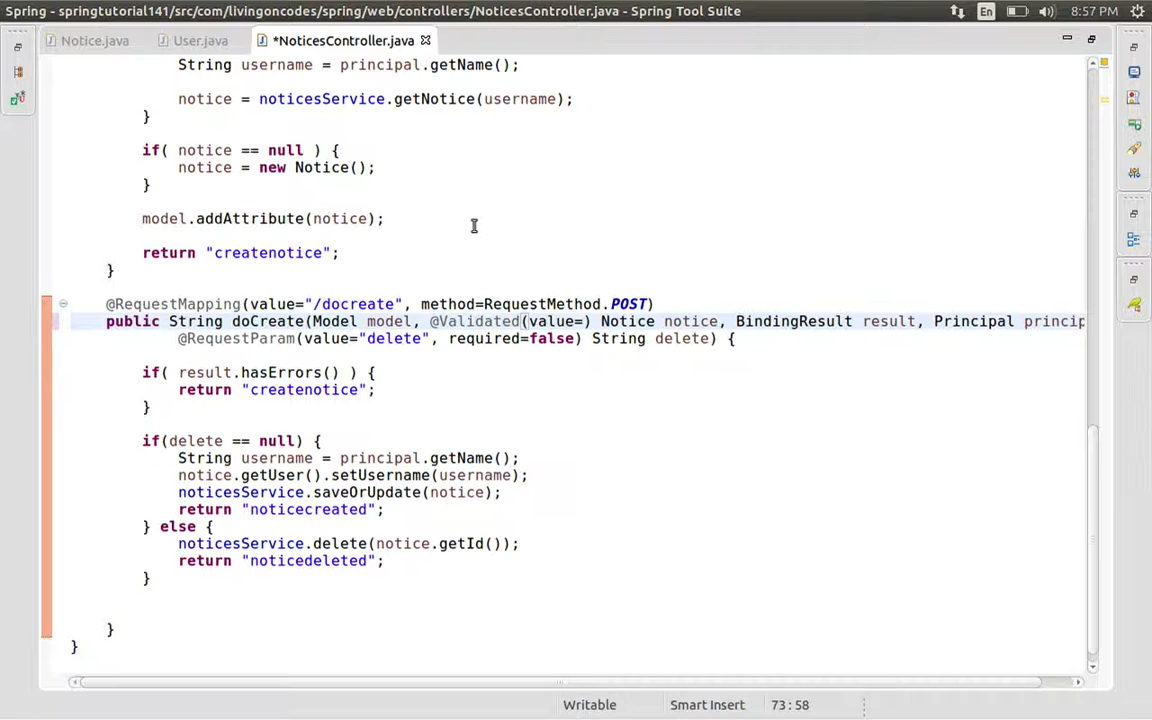 Spring - springtutorial141/src/com/livingoncodes/spring/web/controllers/NoticesController.java - Spring Tool Suite
En
8:57 PM
Notice.java
User.java
*NoticesController.java
String username = principal.getName();
notice = noticesService.getNotice(username);
}
if( notice == null ) {
notice = new Notice();
}
model.addAttribute(notice);
return "createnotice";
}
@RequestMapping(value="/docreate", method=RequestMethod.POST)
public String doCreate(Model model, @Validated(value=) Notice notice, BindingResult result, Principal princip
@RequestParam(value="delete", required=false) String delete) {
if( result.hasErrors() ) {
return "createnotice";
}
if(delete == null) {
String username = principal.getName();
notice.getUser().setUsername(username);
noticesService.saveOrUpdate(notice);
return "noticecreated";
} else {
noticesService.delete(notice.getId());
return "noticedeleted";
}
}
}
Writable
Smart Insert
73 : 58